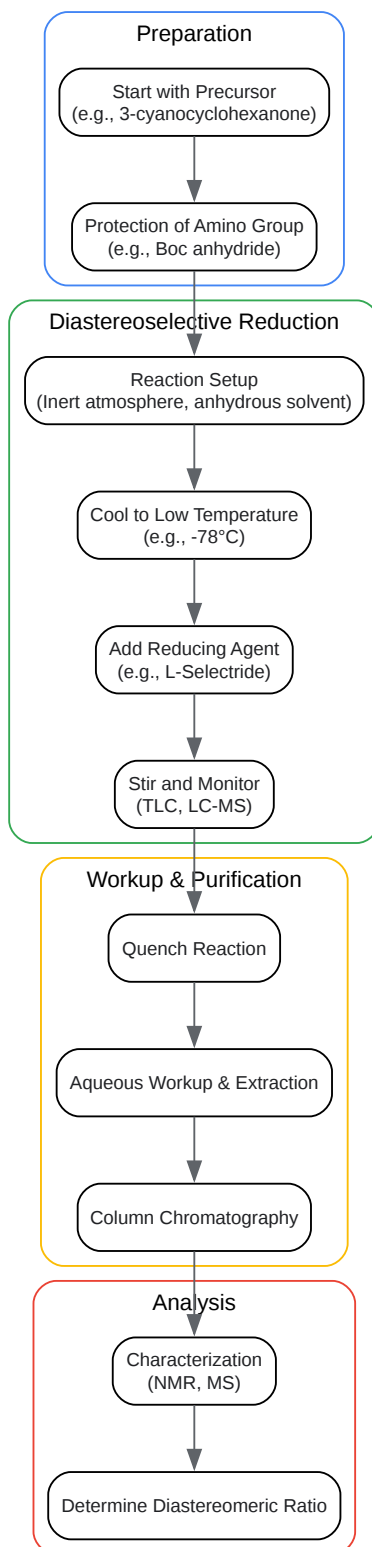 Preparation
Start with Precursor
(e.g., 3-cyanocyclohexanone)
Protection of Amino Group
(e.g., Boc anhydride)
Diastereoselective Reduction
Reaction Setup
(Inert atmosphere, anhydrous solvent)
Cool to Low Temperature
(e.g., -78°C)
Add Reducing Agent
(e.g., L-Selectride)
Stir and Monitor
(TLC, LC-MS)
Workup & Purification
Quench Reaction
Aqueous Workup & Extraction
Column Chromatography
Analysis
Characterization
(NMR, MS)
Determine Diastereomeric Ratio